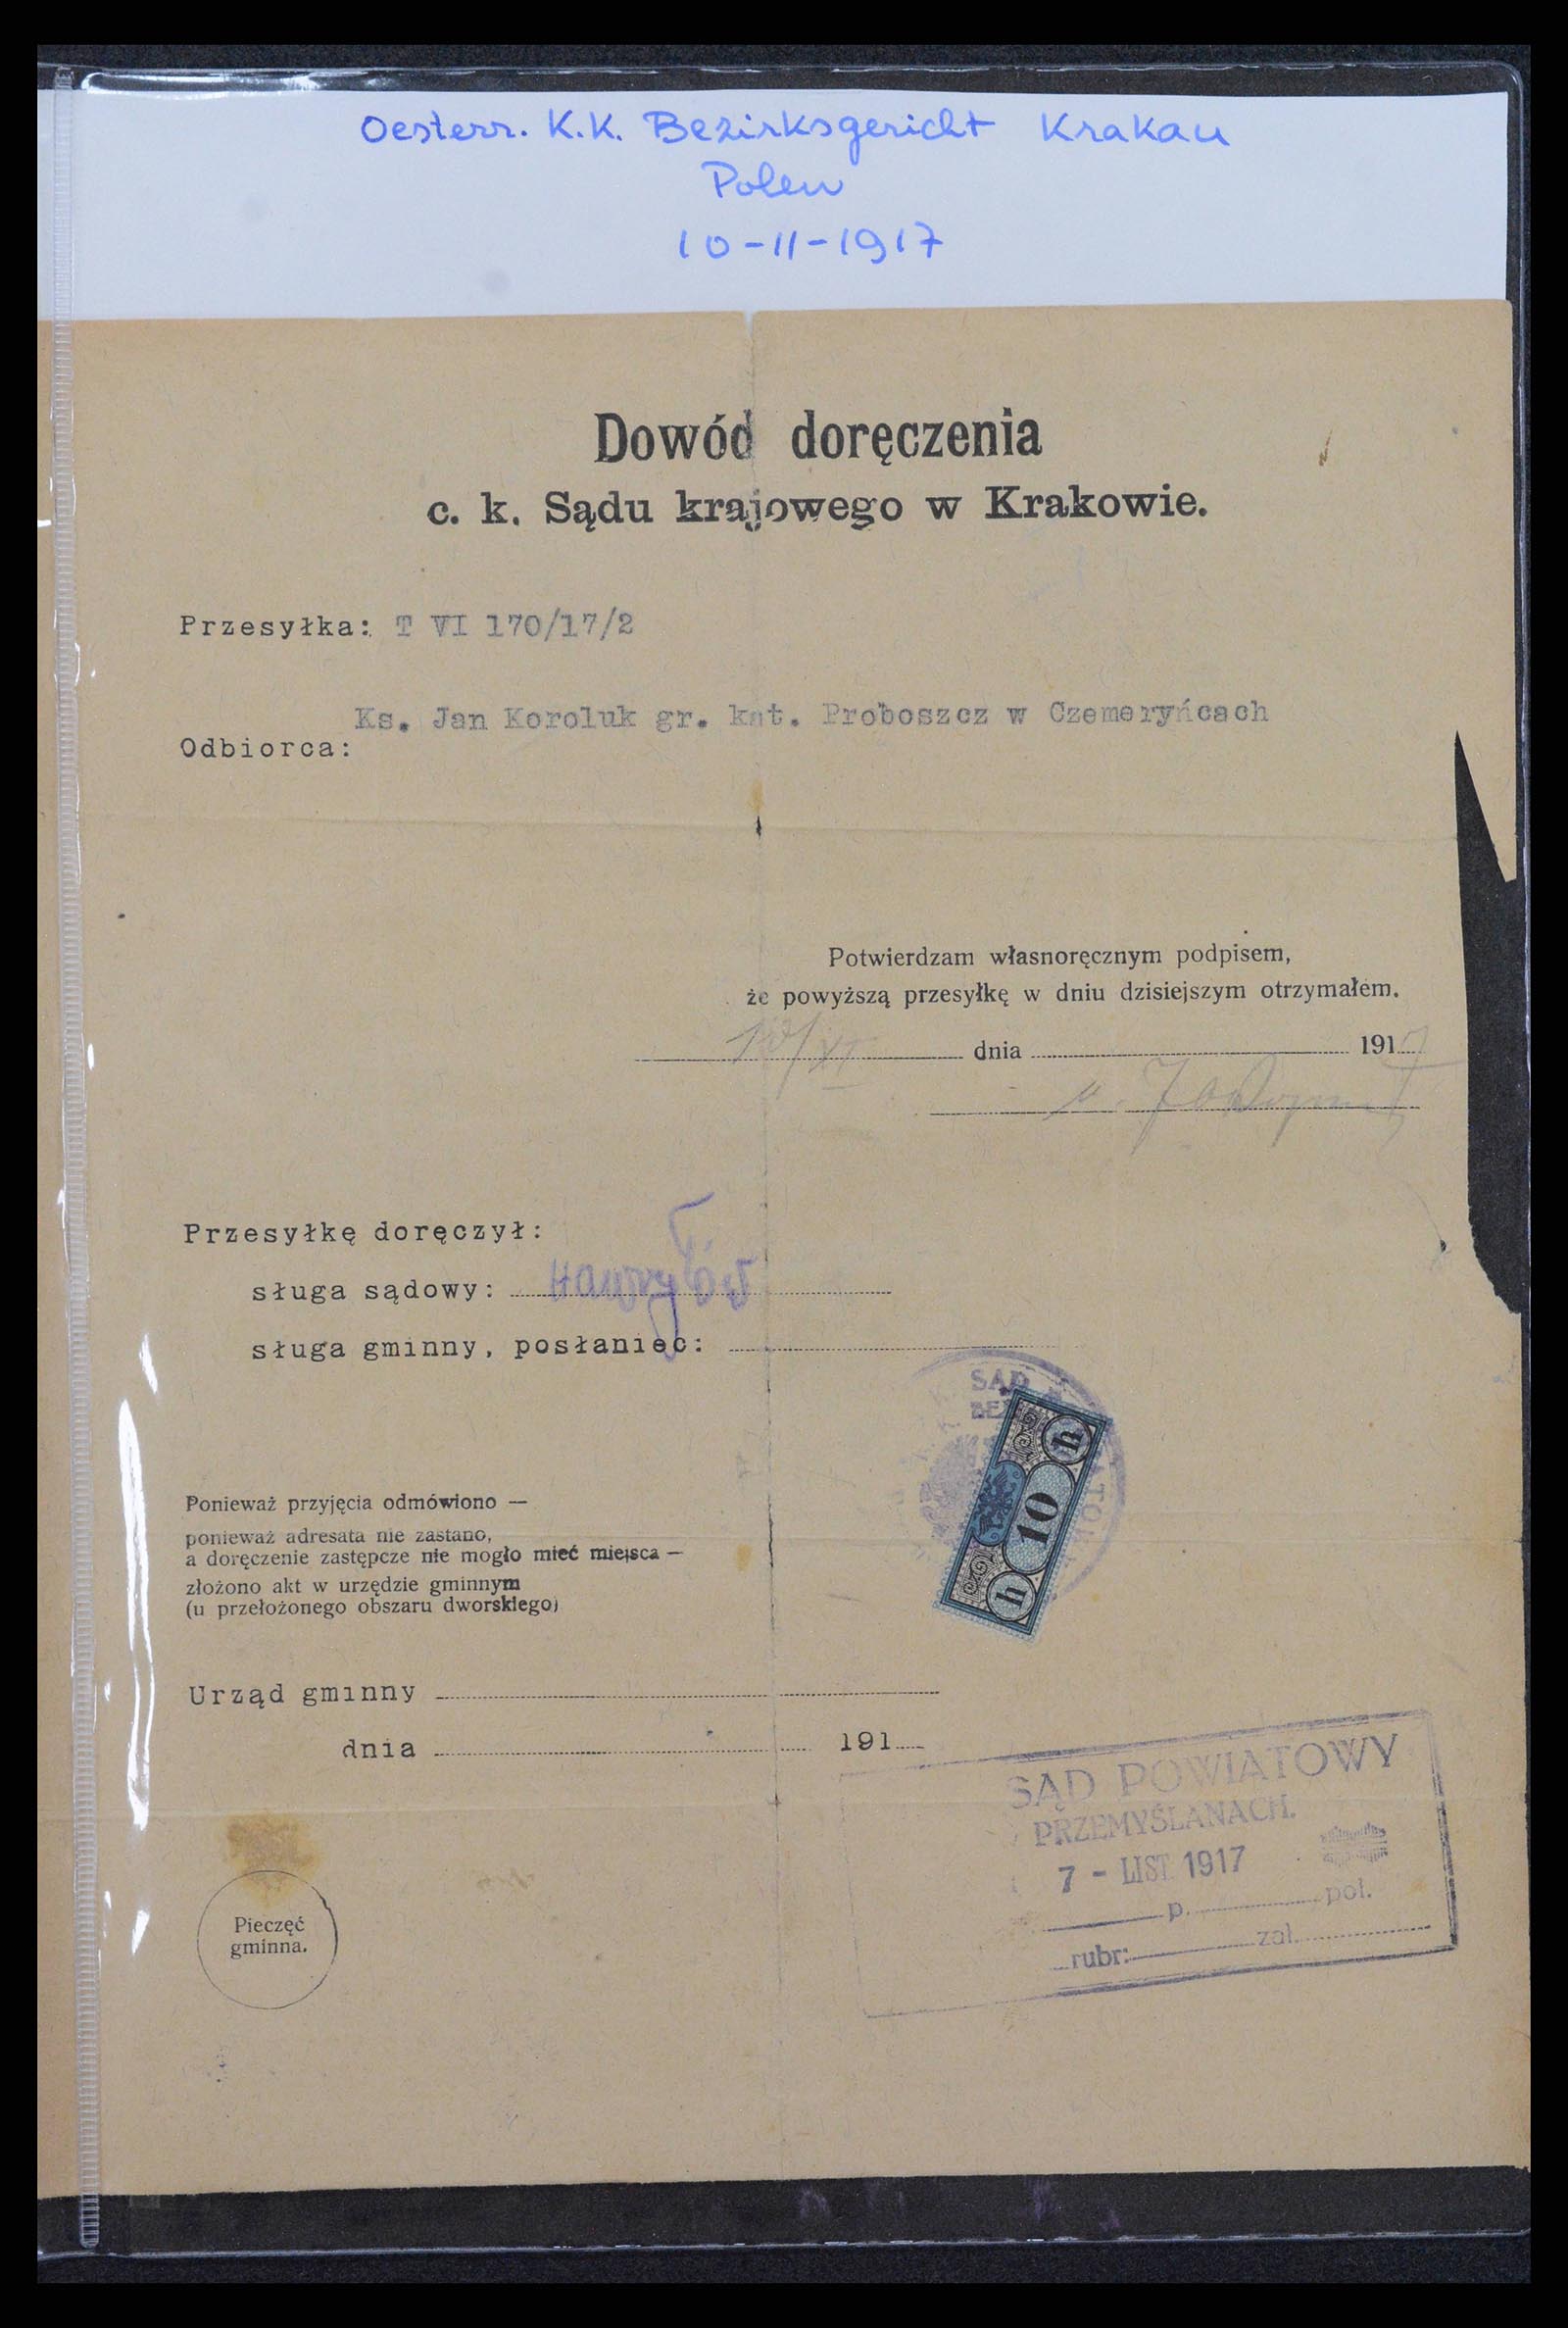 Oesterr. K.K. Bezirksgericht Krakau
Polen
10-11-1917
Dowód doręczenia
c. k. Sądu krajowego w Krakowie.
Przesyłka: T VI 170/17/2
Ks. Jan Koroluk gr. kat. Proboszcz w Czemeryńcach
Odbiorca:
Potwierdzam własnoręcznym podpisem,
że powyższą przesyłkę w dniu dzisiejszym otrzymałem.
10/XI dnia 1917
Przesyłkę doręczył:
sługa sądowy:
sługa gminny, posłaniec:
SĄD
h 10 h
Ponieważ przyjęcia odmówiono —
ponieważ adresata nie zastano,
a doręczenie zastępcze nie mogło mieć miejsca —
złożono akt w urzędzie gminnym
(u przełożonego obszaru dworskiego)
Urząd gminny
dnia 191
SĄD POWIATOWY
PRZEMYŚLANACH.
7 - LIST 1917
p. poł.
rubr: zał.
Pieczęć
gminna.